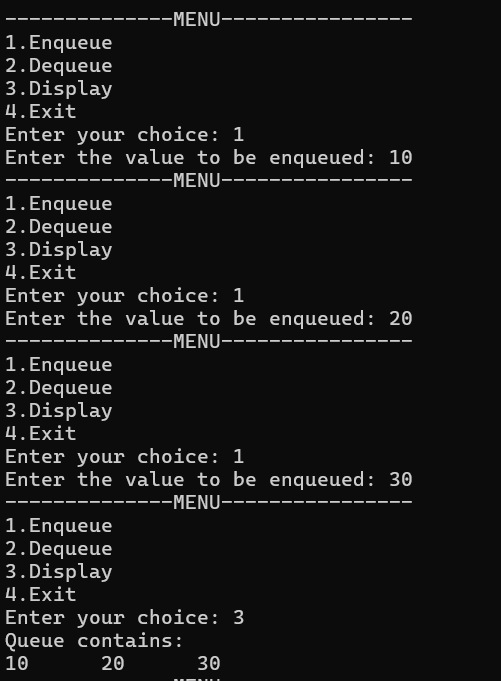 --------------MENU----------------
1.Enqueue
2.Dequeue
3.Display
4.Exit
Enter your choice: 1
Enter the value to be enqueued: 10
--------------MENU----------------
1.Enqueue
2.Dequeue
3.Display
4.Exit
Enter your choice: 1
Enter the value to be enqueued: 20
--------------MENU----------------
1.Enqueue
2.Dequeue
3.Display
4.Exit
Enter your choice: 1
Enter the value to be enqueued: 30
--------------MENU----------------
1.Enqueue
2.Dequeue
3.Display
4.Exit
Enter your choice: 3
Queue contains:
10      20      30